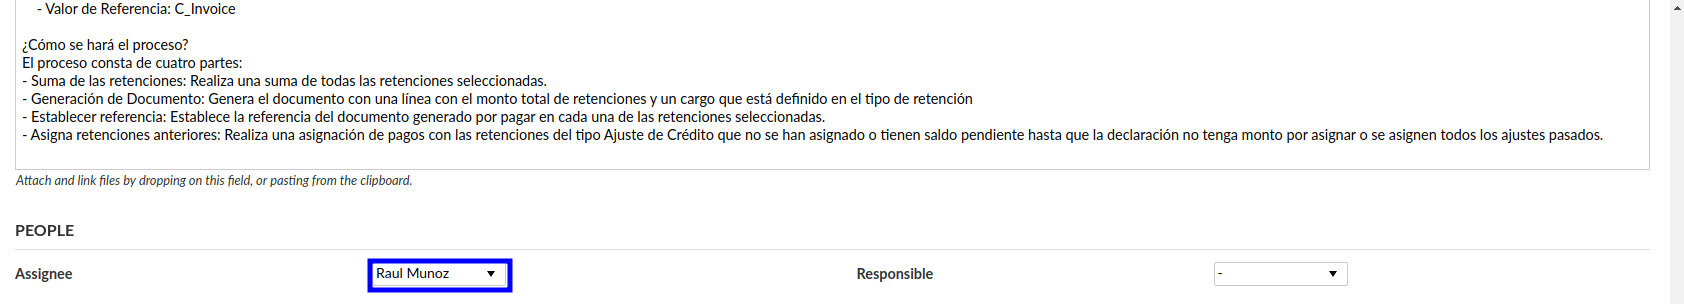 - Valor de Referencia: C_Invoice
¿Cómo se hará el proceso?
El proceso consta de cuatro partes:
- Suma de las retenciones: Realiza una suma de todas las retenciones seleccionadas.
- Generación de Documento: Genera el documento con una línea con el monto total de retenciones y un cargo que está definido en el tipo de retención
- Establecer referencia: Establece la referencia del documento generado por pagar en cada una de las retenciones seleccionadas.
- Asigna retenciones anteriores: Realiza una asignación de pagos con las retenciones del tipo Ajuste de Crédito que no se han asignado o tienen saldo pendiente hasta que la declaración no tenga monto por asignar o se asignen todos los ajustes pasados.
Attach and link files by dropping on this field, or pasting from the clipboard.
PEOPLE
Assignee Raul Munoz Responsible -